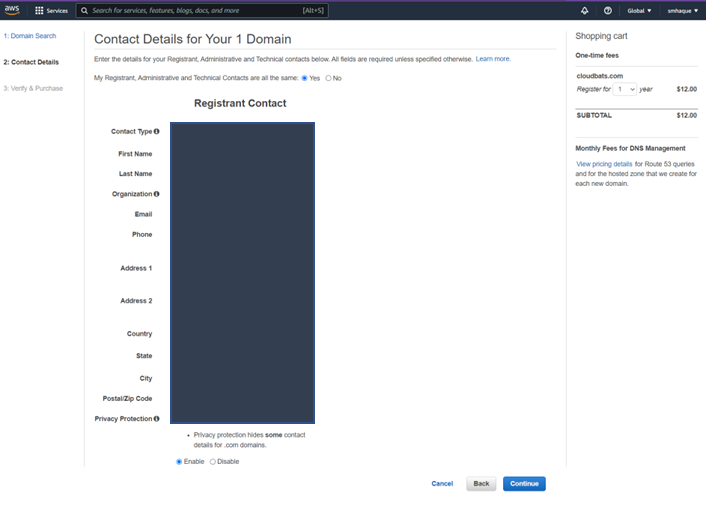 aws
Services
Search for services, features, blogs, docs, and more
[Alt+S]
Global ▼
smhaque ▼
1: Domain Search
2: Contact Details
3: Verify & Purchase
Contact Details for Your 1 Domain
Enter the details for your Registrant, Administrative and Technical contacts below. All fields are required unless specified otherwise. Learn more.
My Registrant, Administrative and Technical Contacts are all the same: Yes No
Registrant Contact
Contact Type
First Name
Last Name
Organization
Email
Phone
Address 1
Address 2
Country
State
City
Postal/Zip Code
Privacy Protection
• Privacy protection hides some contact
details for .com domains.
Enable Disable
Cancel
Back
Continue
Shopping cart
One-time fees
cloudbats.com
Register for 1 year $12.00
SUBTOTAL $12.00
Monthly Fees for DNS Management
View pricing details for Route 53 queries
and for the hosted zone that we create for
each new domain.